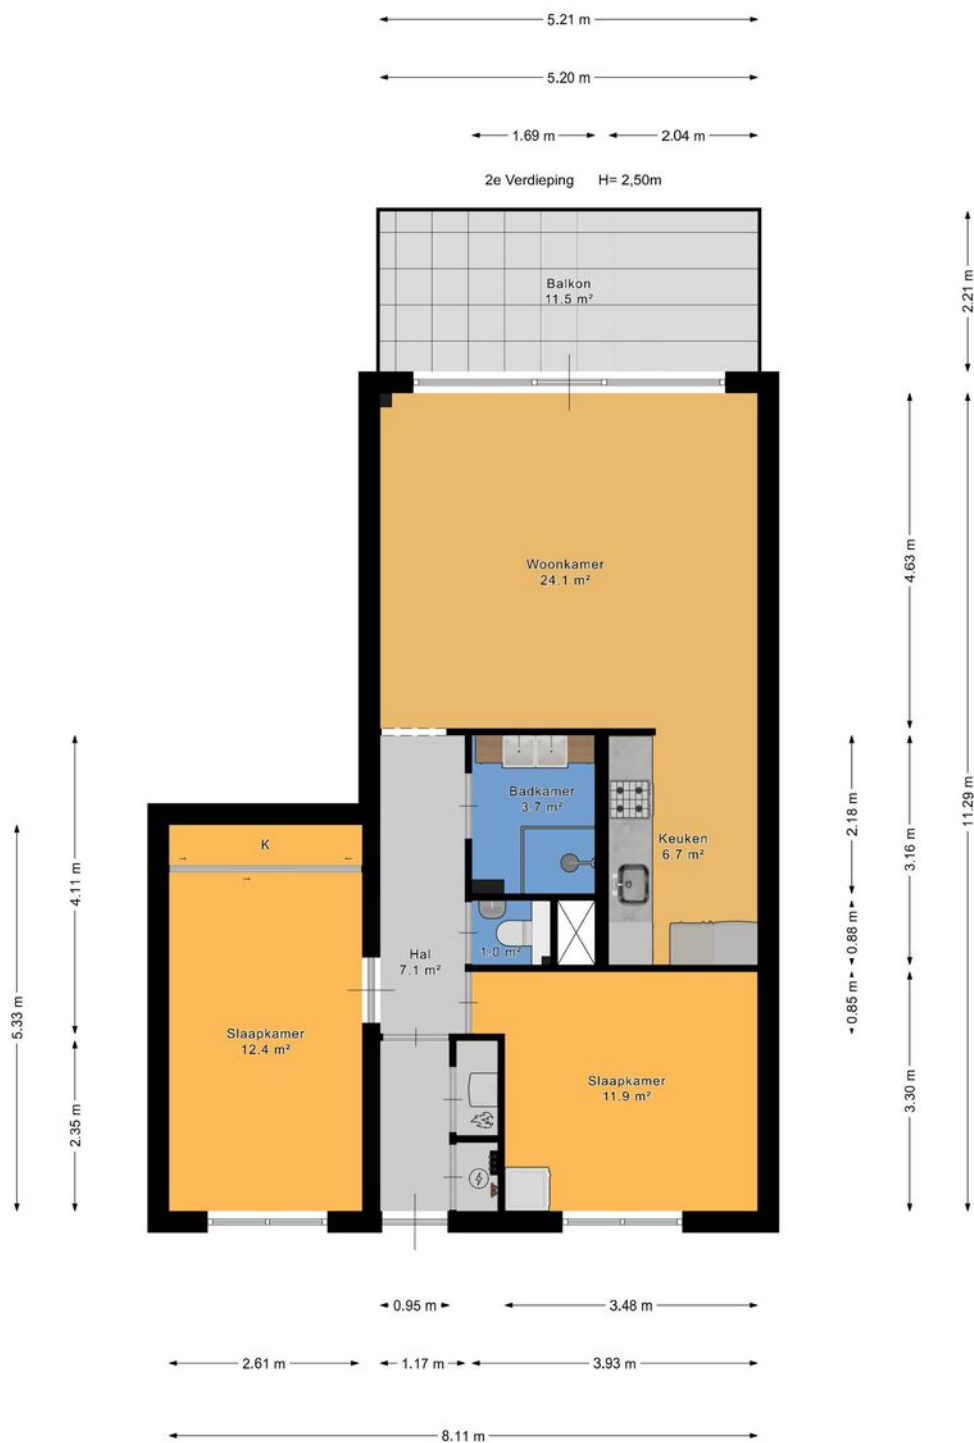 5.21 m
5.20 m
1.69 m
2.04 m
2e Verdieping H= 2,50m
Balkon
11.5 m²
2.21 m
Woonkamer
24.1 m²
4.63 m
11.29 m
Badkamer
3.7 m²
Keuken
6.7 m²
2.18 m
3.16 m
K
4.11 m
5.33 m
1.0 m²
0.88 m
Hal
7.1 m²
0.85 m
Slaapkamer
12.4 m²
Slaapkamer
11.9 m²
2.35 m
3.30 m
0.95 m
3.48 m
2.61 m
1.17 m
3.93 m
8.11 m